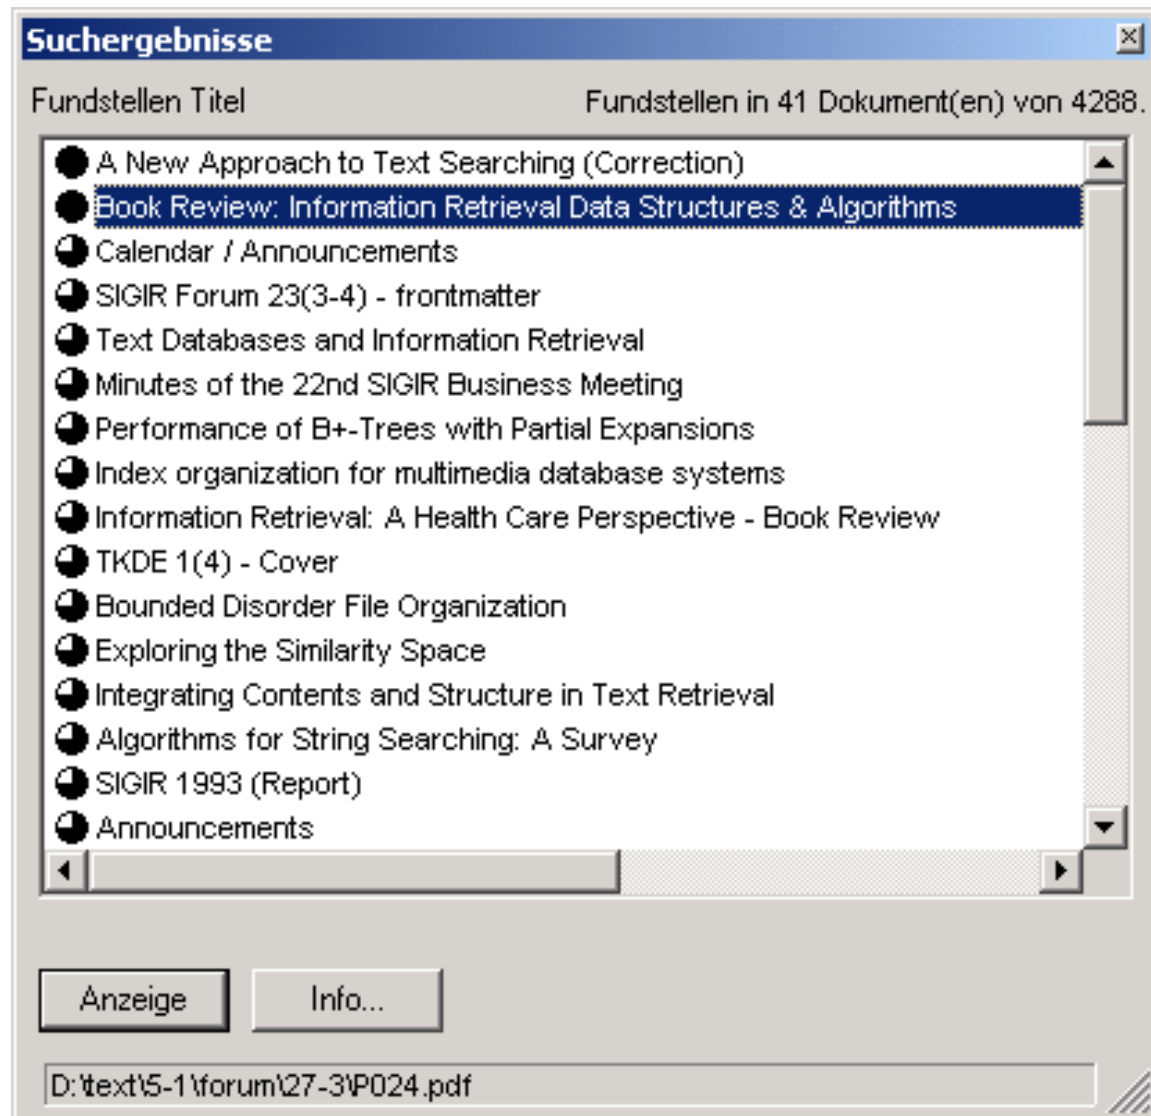 Suchergebnisse
Fundstellen Titel Fundstellen in 41 Dokument(en) von 4288.
A New Approach to Text Searching (Correction)
Book Review: Information Retrieval Data Structures & Algorithms
Calendar / Announcements
SIGIR Forum 23(3-4) - frontmatter
Text Databases and Information Retrieval
Minutes of the 22nd SIGIR Business Meeting
Performance of B+-Trees with Partial Expansions
Index organization for multimedia database systems
Information Retrieval: A Health Care Perspective - Book Review
TKDE 1(4) - Cover
Bounded Disorder File Organization
Exploring the Similarity Space
Integrating Contents and Structure in Text Retrieval
Algorithms for String Searching: A Survey
SIGIR 1993 (Report)
Announcements
Anzeige Info...
D:\text\5-1\forum\27-3\P024.pdf